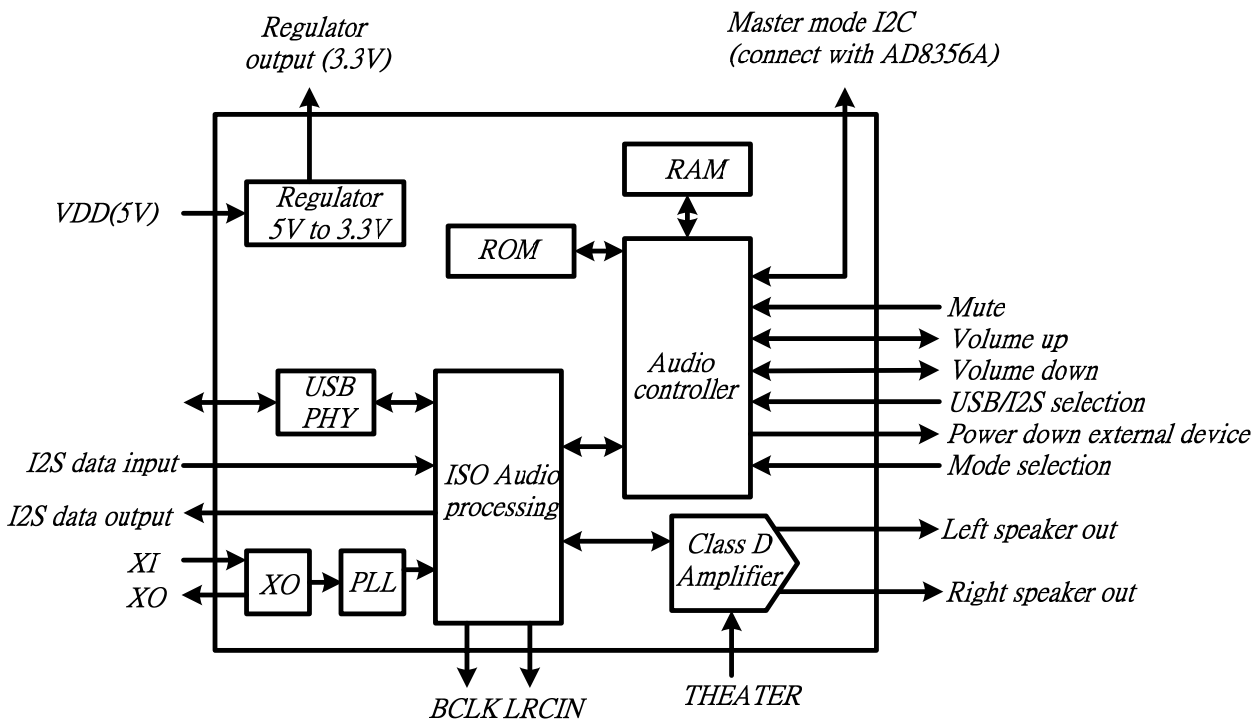 Regulator
output (3.3V)
Master mode I2C
(connect with AD8356A)
RAM
VDD(5V)
Regulator
5V to 3.3V
ROM
Mute
Volume up
Audio
controller
Volume down
USB
PHY
USB/I2S selection
Power down external device
I2S data input
ISO Audio
processing
Mode selection
I2S data output
Class D
Amplifier
Left speaker out
XI
XO
XO
PLL
Right speaker out
BCLK LRCIN
THEATER